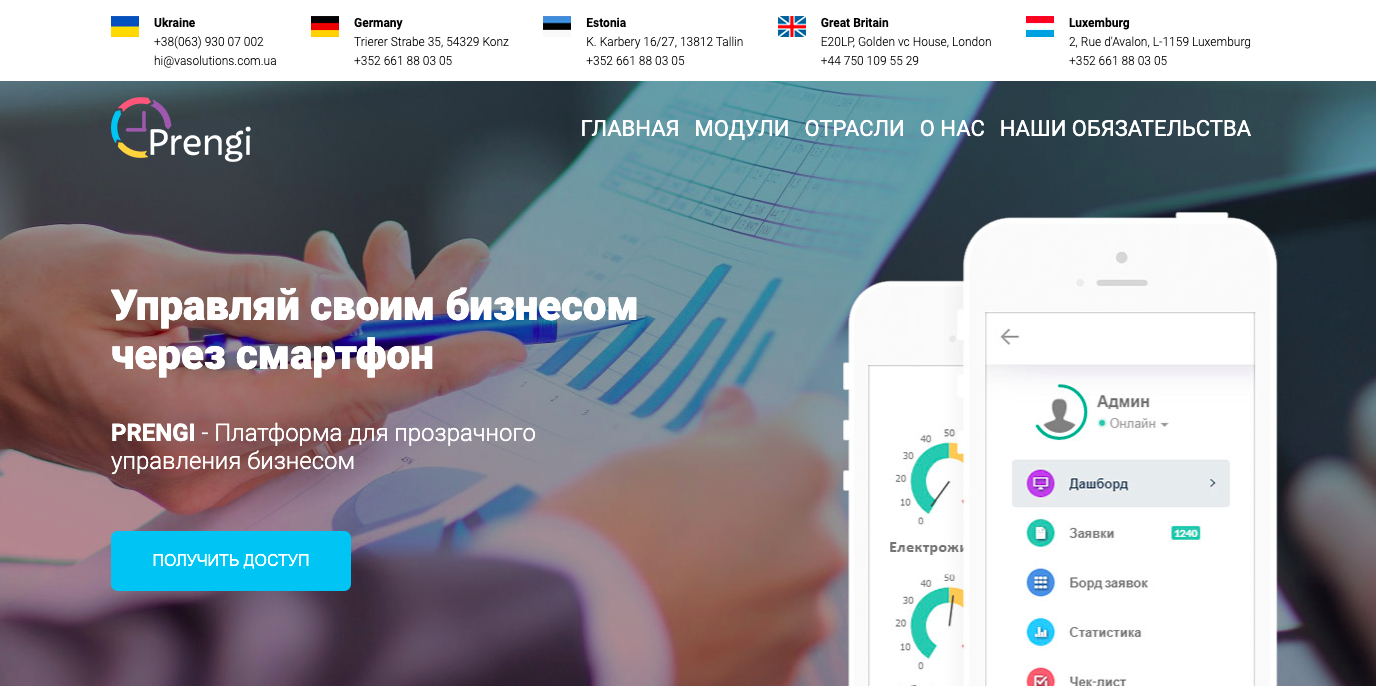 Ukraine
+38(063) 930 07 002
hi@vasolutions.com.ua
Germany
Trierer Strabe 35, 54329 Konz
+352 661 88 03 05
Estonia
K. Karbery 16/27, 13812 Tallin
+352 661 88 03 05
Great Britain
E20LP, Golden vc House, London
+44 750 109 55 29
Luxemburg
2, Rue d'Avalon, L-1159 Luxemburg
+352 661 88 03 05
Prengi
ГЛАВНАЯ МОДУЛИ ОТРАСЛИ О НАС НАШИ ОБЯЗАТЕЛЬСТВА
Управляй своим бизнесом
через смартфон
PRENGI - Платформа для прозрачного
управления бизнесом
ПОЛУЧИТЬ ДОСТУП
0
10
20
30
40
50
Електрожи
0
10
20
30
40
50
Админ
Онлайн
Дашборд
Заявки 1240
Борд заявок
Статистика
Чек-лист